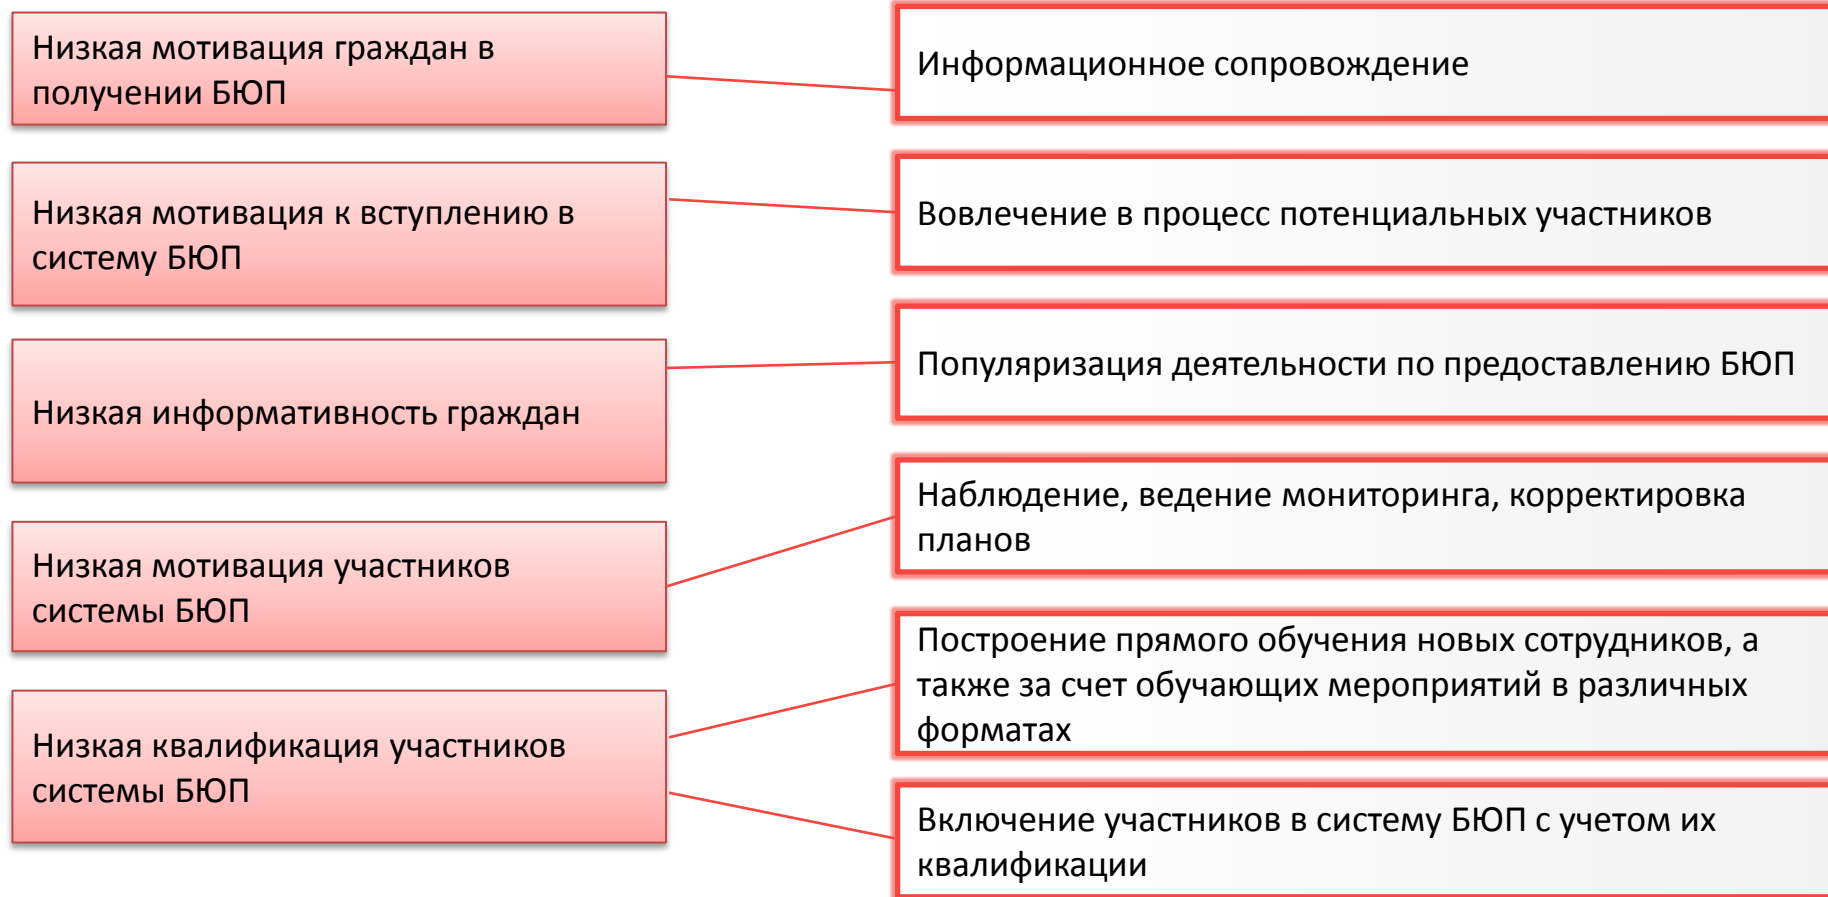 Низкая мотивация граждан в
получении БЮП
Информационное сопровождение
Низкая мотивация к вступлению в
систему БЮП
Вовлечение в процесс потенциальных участников
Низкая информативность граждан
Популяризация деятельности по предоставлению БЮП
Низкая мотивация участников
системы БЮП
Наблюдение, ведение мониторинга, корректировка
планов
Низкая квалификация участников
системы БЮП
Построение прямого обучения новых сотрудников, а
также за счет обучающих мероприятий в различных
форматах
Включение участников в систему БЮП с учетом их
квалификации